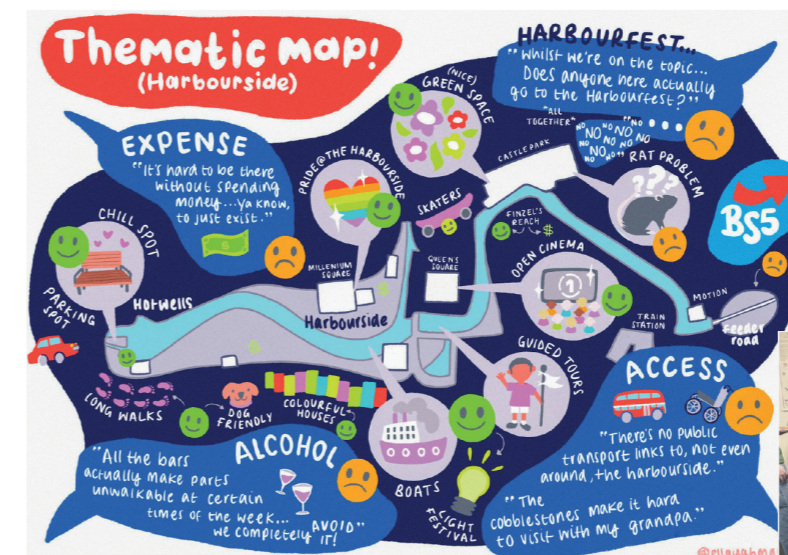 Thematic map!
(Harbourside)
HARBOURFEST...
"Whilst we're on the topic...
Does anyone here actually
go to the Harbourfest?"
"ALL
TOGETHER"
"NO
NO NO NO
NO NO NO NO
NO NO"
EXPENSE
"It's hard to be there
without spending
money...ya know,
to just exist."
(NICE)
GREEN SPACE
CASTLE PARK
RAT PROBLEM
???
BS5
PRIDE@THE HARBOURSIDE
SKATERS
FINZEL'S
REACH
$
CHILL SPOT
MILLENIUM
SQUARE
QUEEN'S
SQUARE
OPEN CINEMA
1
PARKING
SPOT
Hotwells
Harbourside
TRAIN
STATION
MOTION
Feeder
road
GUIDED TOURS
LONG WALKS
DOG
FRIENDLY
COLOURFUL
HOUSES
BOATS
LIGHT
FESTIVAL
ALCOHOL
"All the bars
actually make parts
unwalkable at certain
times of the week...
we completely AVOID
IT!"
ACCESS
"There's no public
transport links to, not even
around, the harbourside."
"The
cobblestones make it hard
to visit with my grandpa."